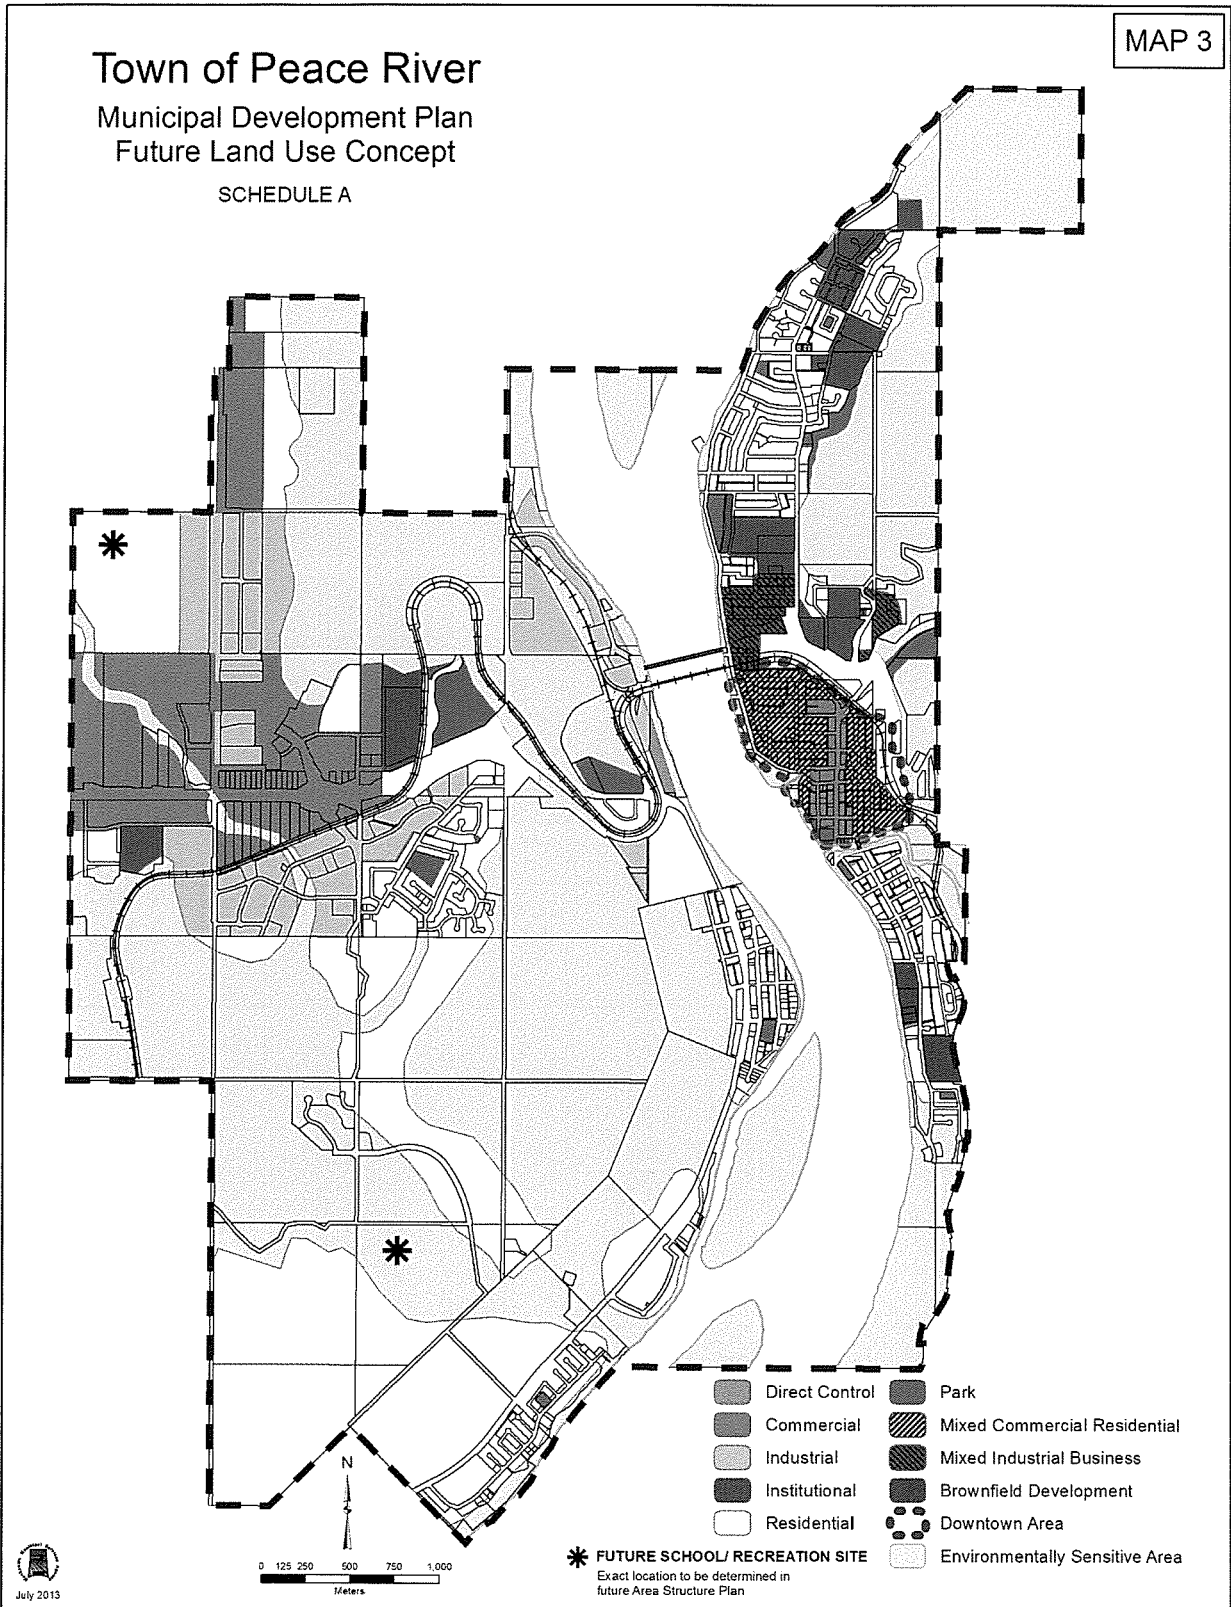 MAP 3
Town of Peace River
Municipal Development Plan
Future Land Use Concept
SCHEDULE A
Direct Control
Commercial
Industrial
Institutional
Residential
Park
Mixed Commercial Residential
Mixed Industrial Business
Brownfield Development
Downtown Area
Environmentally Sensitive Area
FUTURE SCHOOL/ RECREATION SITE
Exact location to be determined in
future Area Structure Plan
N
0 125 250 500 750 1,000
Meters
July 2013